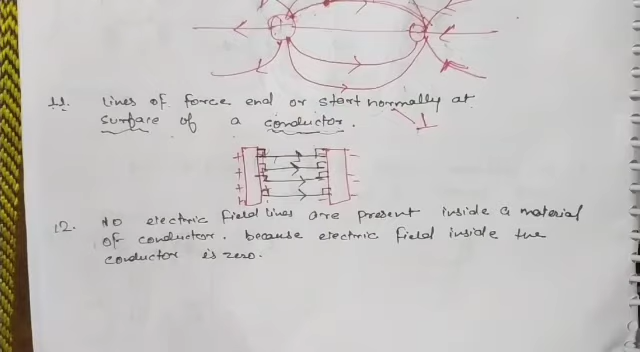 11. Lines of force end or start normally at
⊥
surface of a conductor.
+ + + + - - - -
12. No electric field lines are present inside a material
of conductor. because electric field inside the
conductor is zero.